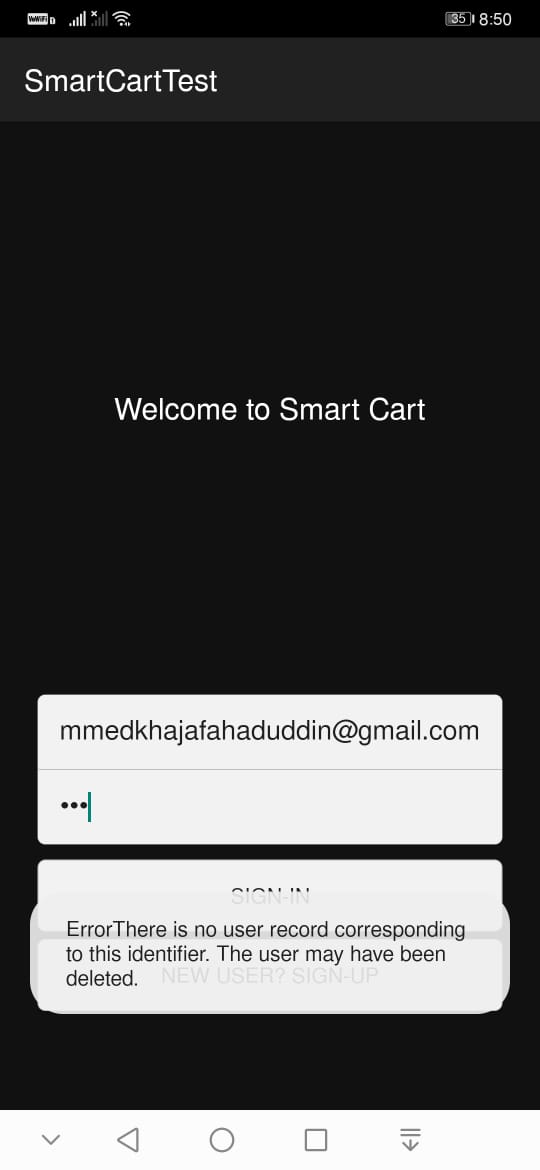 VoWiFi 35 8:50
SmartCartTest
Welcome to Smart Cart
mmedkhajafahaduddin@gmail.com
•••
SIGN-IN
ErrorThere is no user record corresponding
to this identifier. The user may have been
deleted.
NEW USER? SIGN-UP